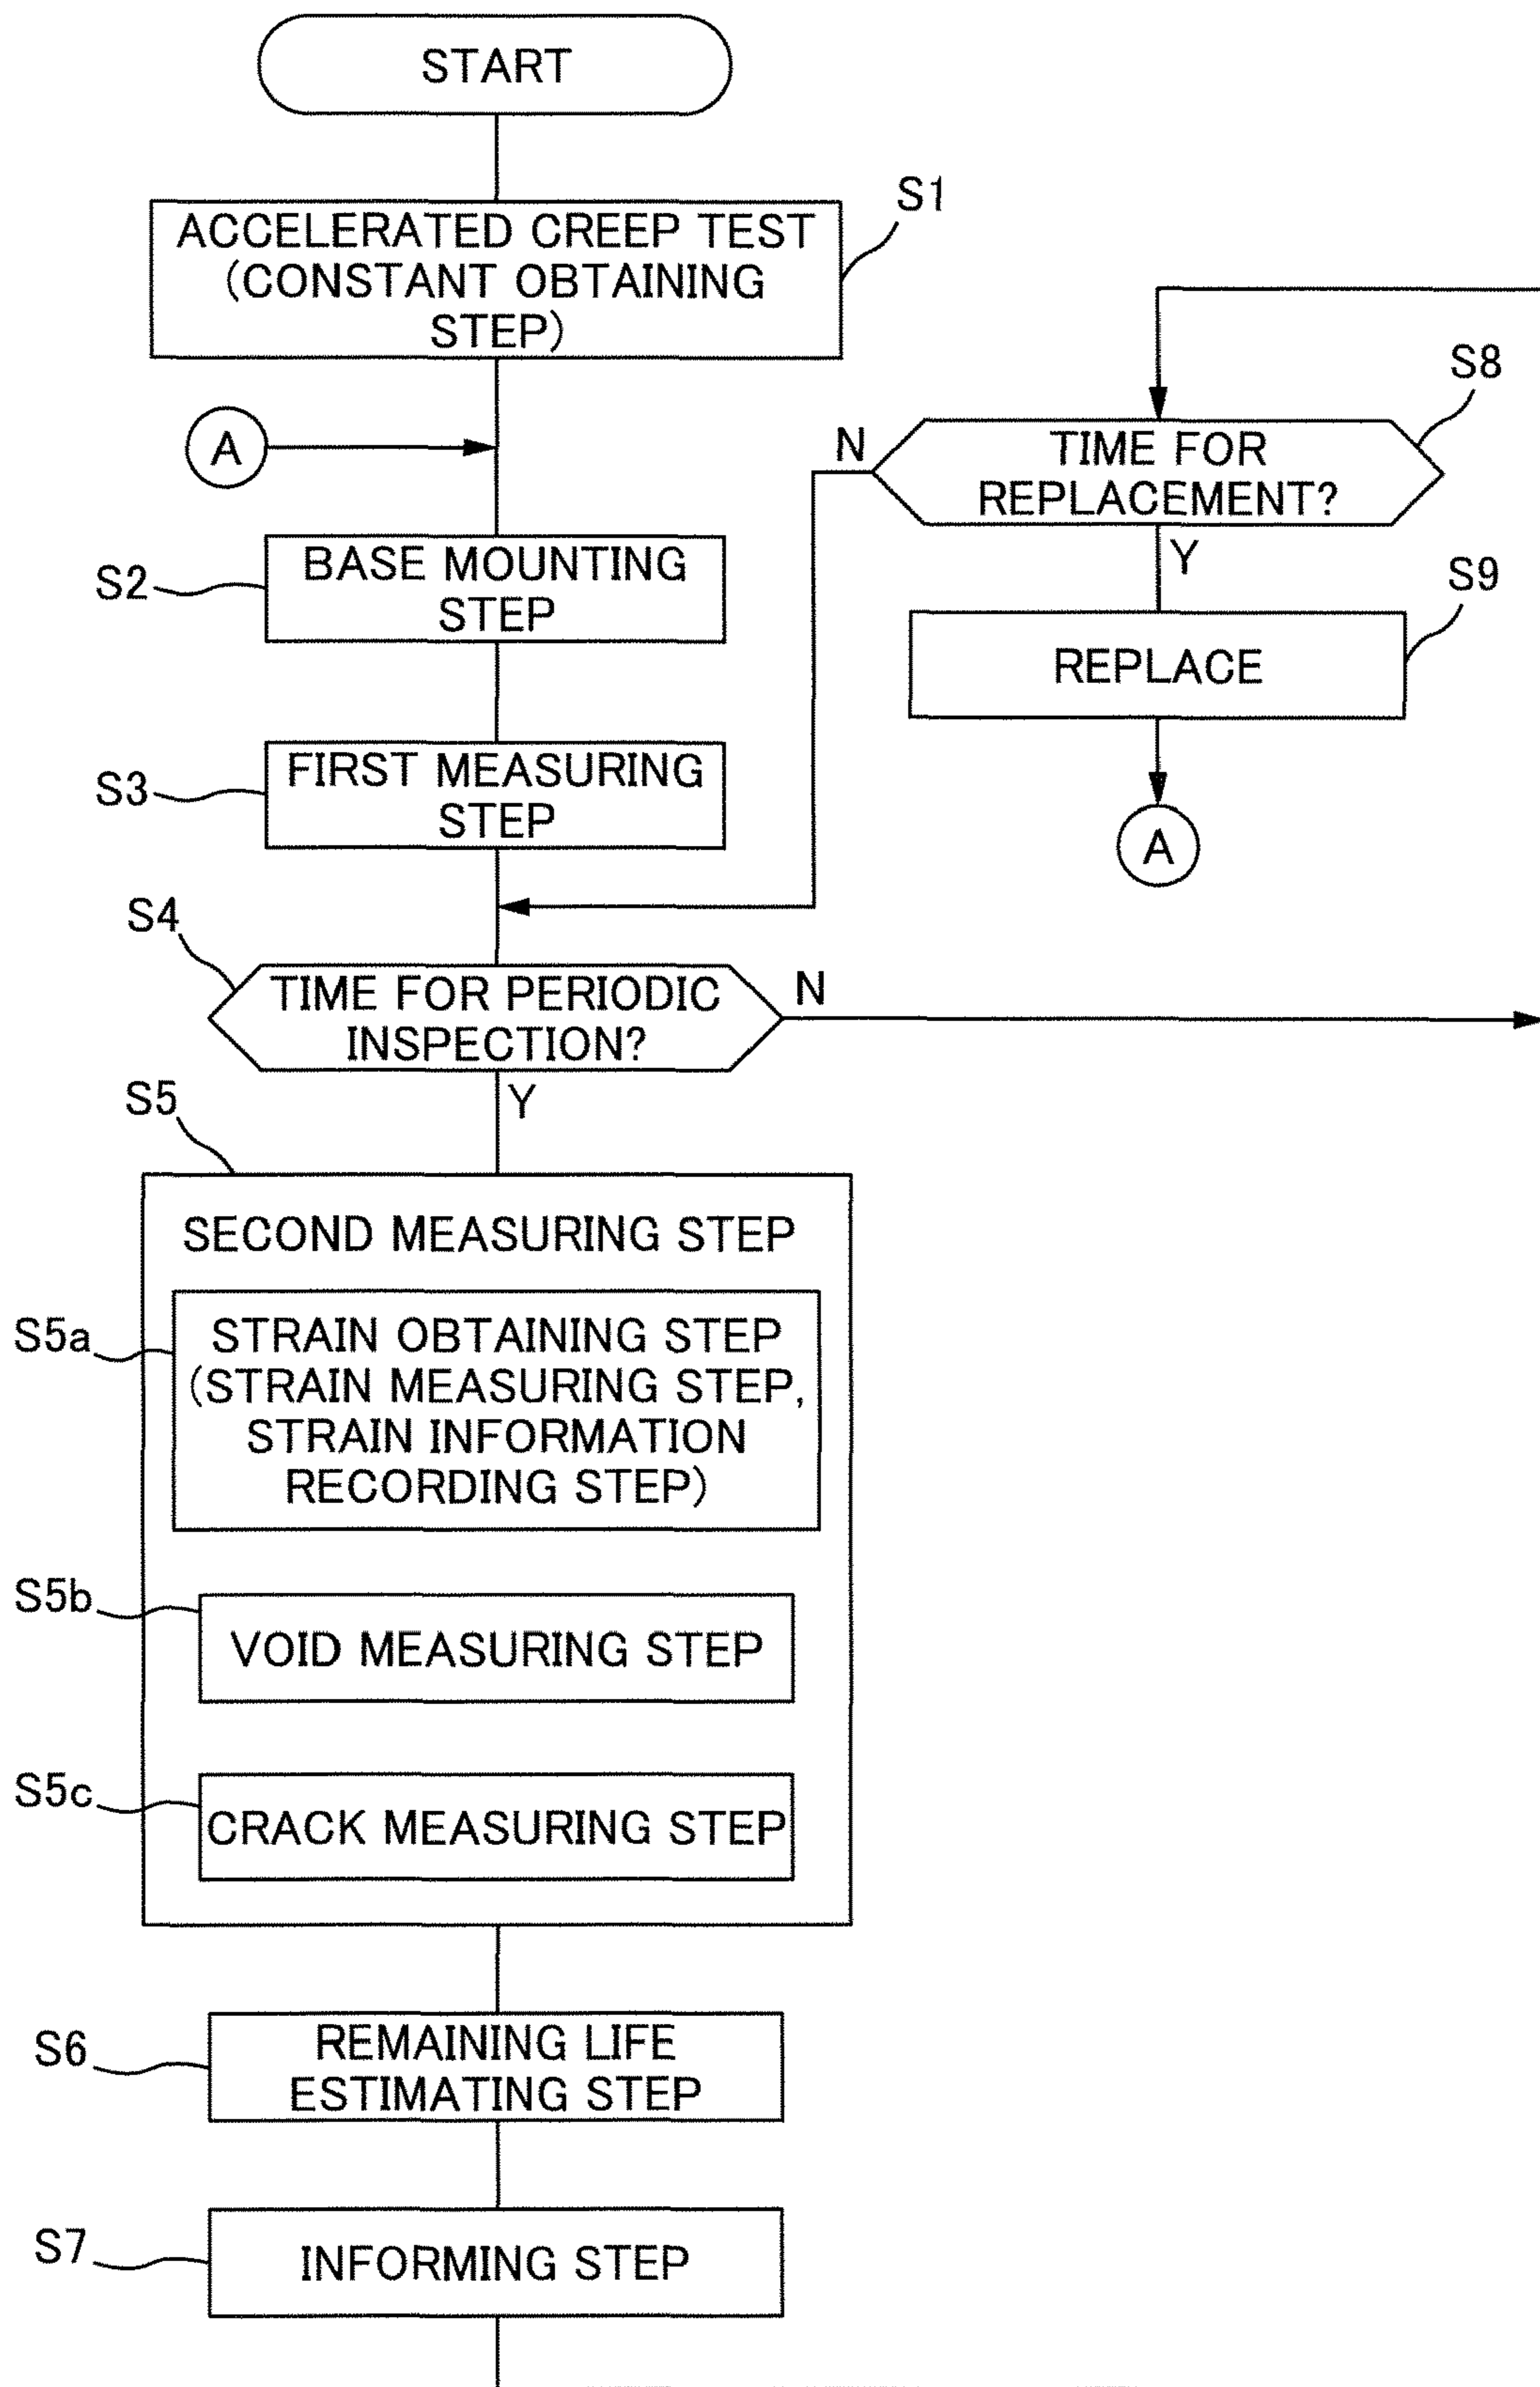 START
S1
ACCELERATED CREEP TEST
(CONSTANT OBTAINING
STEP)
A
S2
BASE MOUNTING
STEP
S3
FIRST MEASURING
STEP
S4
TIME FOR PERIODIC
INSPECTION?
N
Y
S5
SECOND MEASURING STEP
S5a
STRAIN OBTAINING STEP
(STRAIN MEASURING STEP,
STRAIN INFORMATION
RECORDING STEP)
S5b
VOID MEASURING STEP
S5c
CRACK MEASURING STEP
S6
REMAINING LIFE
ESTIMATING STEP
S7
INFORMING STEP
S8
TIME FOR
REPLACEMENT?
N
Y
S9
REPLACE
A